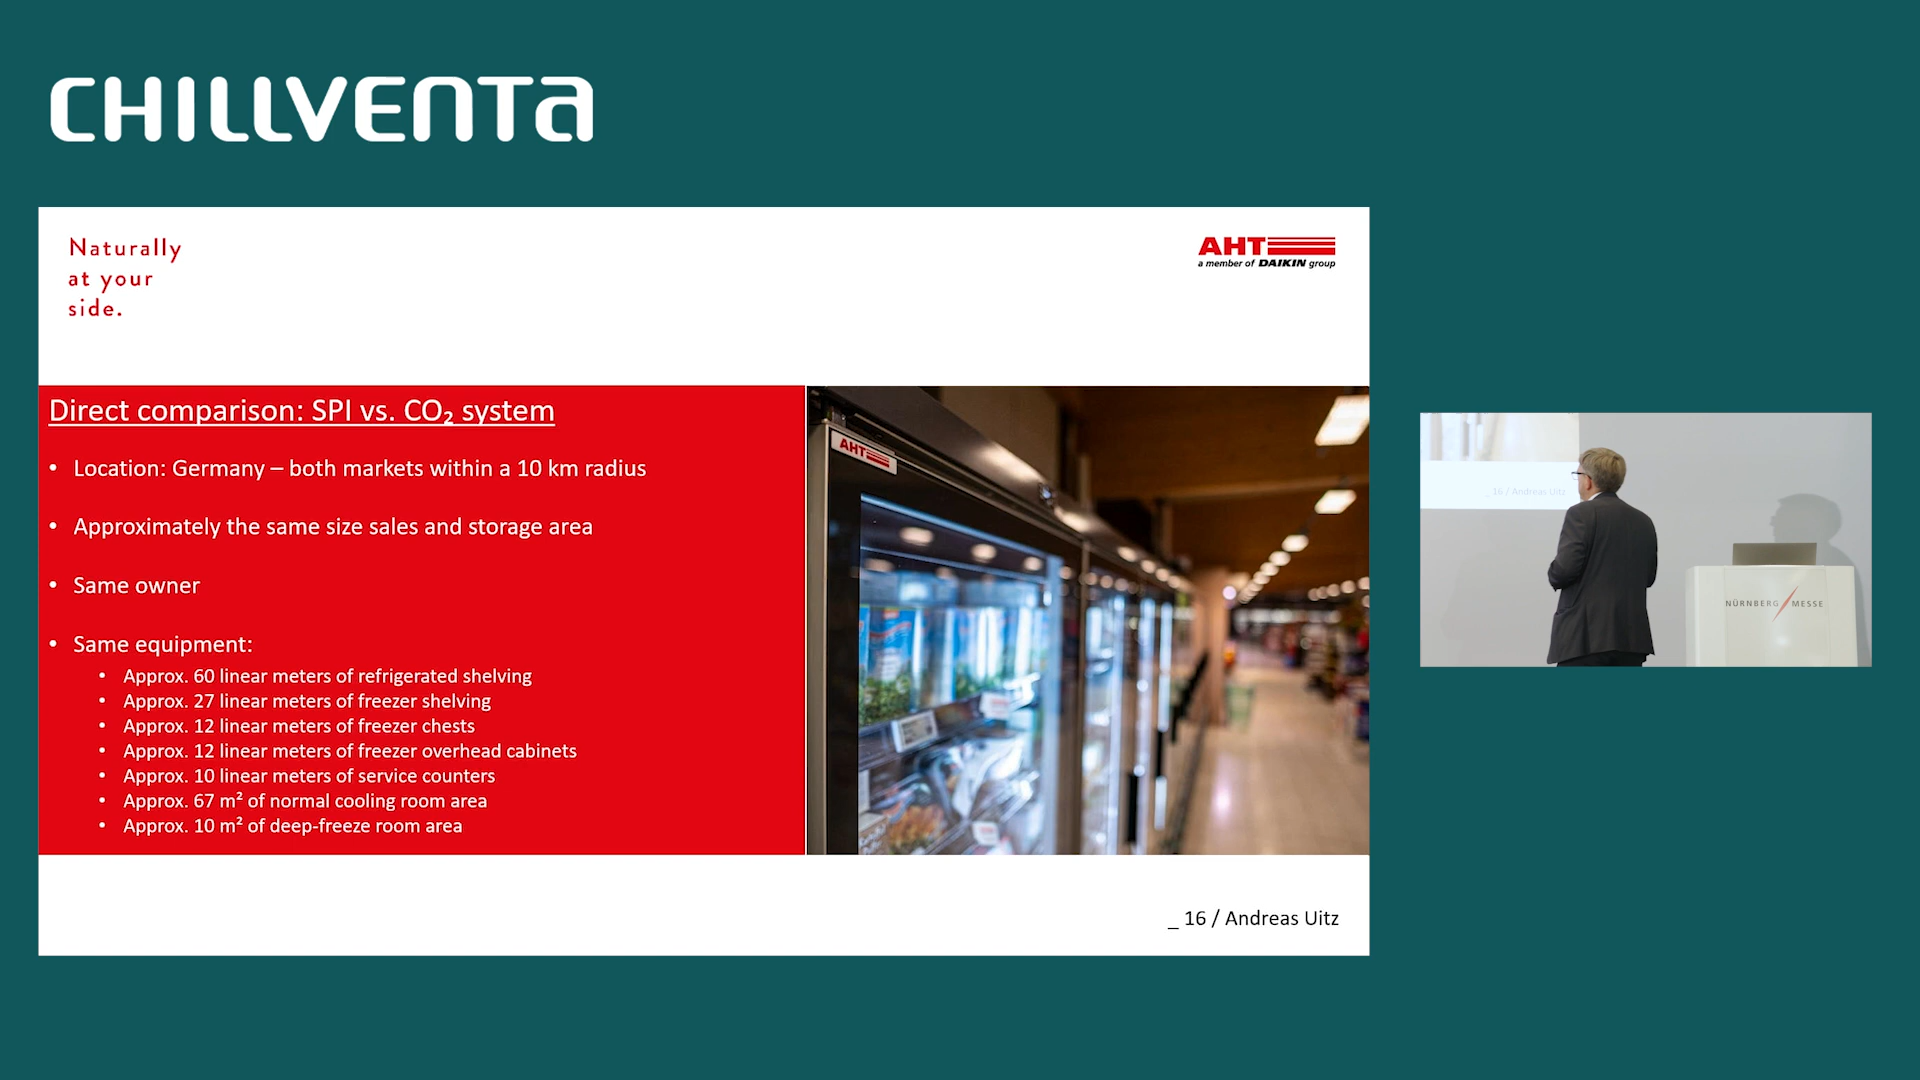 CHILLVENTA
Naturally
at your
side.
AHT
a member of DAIKIN group
Direct comparison: SPI vs. CO₂ system
• Location: Germany – both markets within a 10 km radius
• Approximately the same size sales and storage area
• Same owner
• Same equipment:
• Approx. 60 linear meters of refrigerated shelving
• Approx. 27 linear meters of freezer shelving
• Approx. 12 linear meters of freezer chests
• Approx. 12 linear meters of freezer overhead cabinets
• Approx. 10 linear meters of service counters
• Approx. 67 m² of normal cooling room area
• Approx. 10 m² of deep-freeze room area
AHT
_ 16 / Andreas Uitz
_ 16 / Andreas Uitz
NÜRNBERG MESSE